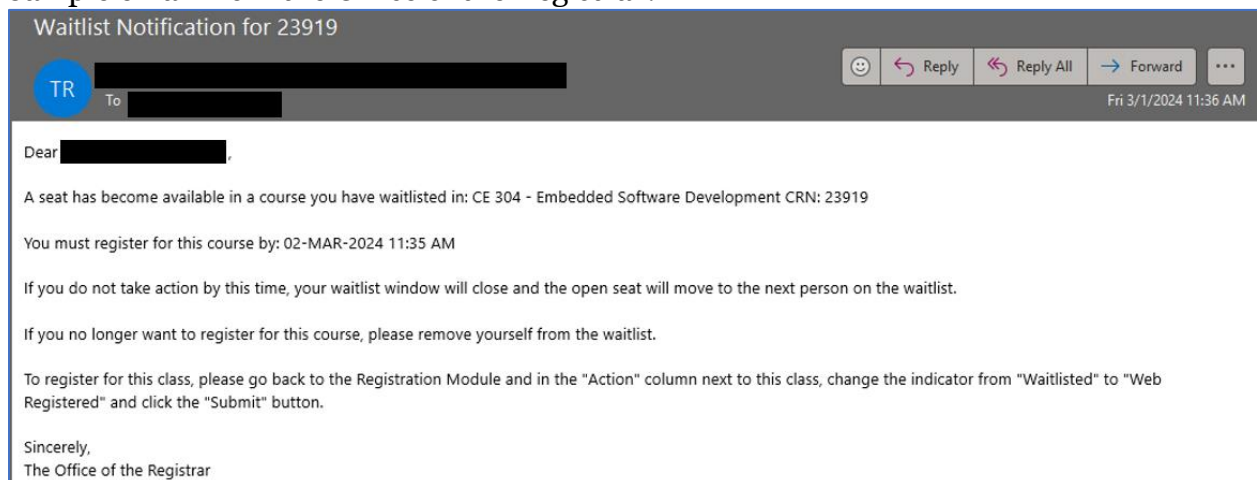 Waitlist Notification for 23919
Reply
Reply All
Forward
TR
To
Fri 3/1/2024 11:36 AM
Dear ,
A seat has become available in a course you have waitlisted in: CE 304 - Embedded Software Development CRN: 23919
You must register for this course by: 02-MAR-2024 11:35 AM
If you do not take action by this time, your waitlist window will close and the open seat will move to the next person on the waitlist.
If you no longer want to register for this course, please remove yourself from the waitlist.
To register for this class, please go back to the Registration Module and in the "Action" column next to this class, change the indicator from "Waitlisted" to "Web
Registered" and click the "Submit" button.
Sincerely,
The Office of the Registrar